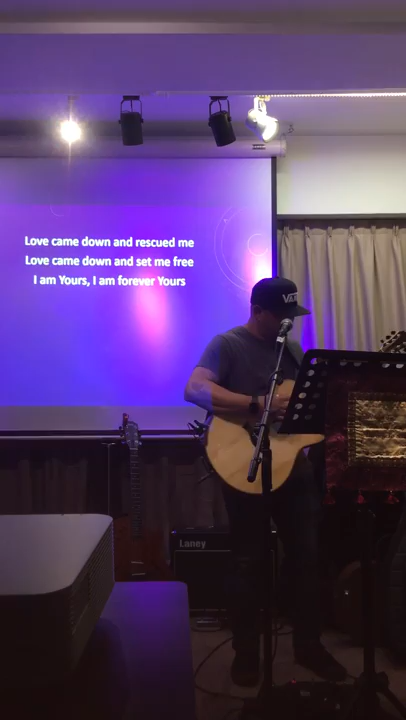 Love came down and rescued me
Love came down and set me free
I am Yours, I am forever Yours
Laney